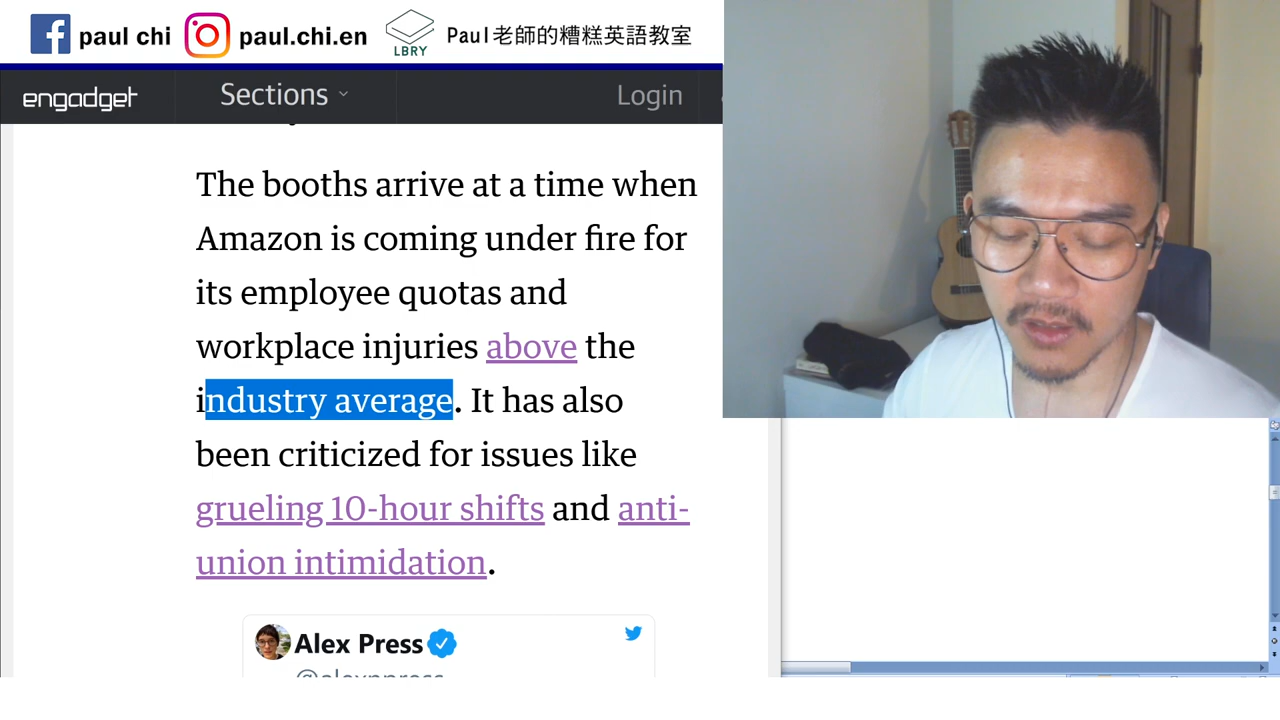 paul chi paul.chi.en LBRY Paul老師的糟糕英語教室
engadget Sections Login
The booths arrive at a time when
Amazon is coming under fire for
its employee quotas and
workplace injuries above the
industry average. It has also
been criticized for issues like
grueling 10-hour shifts and anti-
union intimidation.
Alex Press
@alexnpress